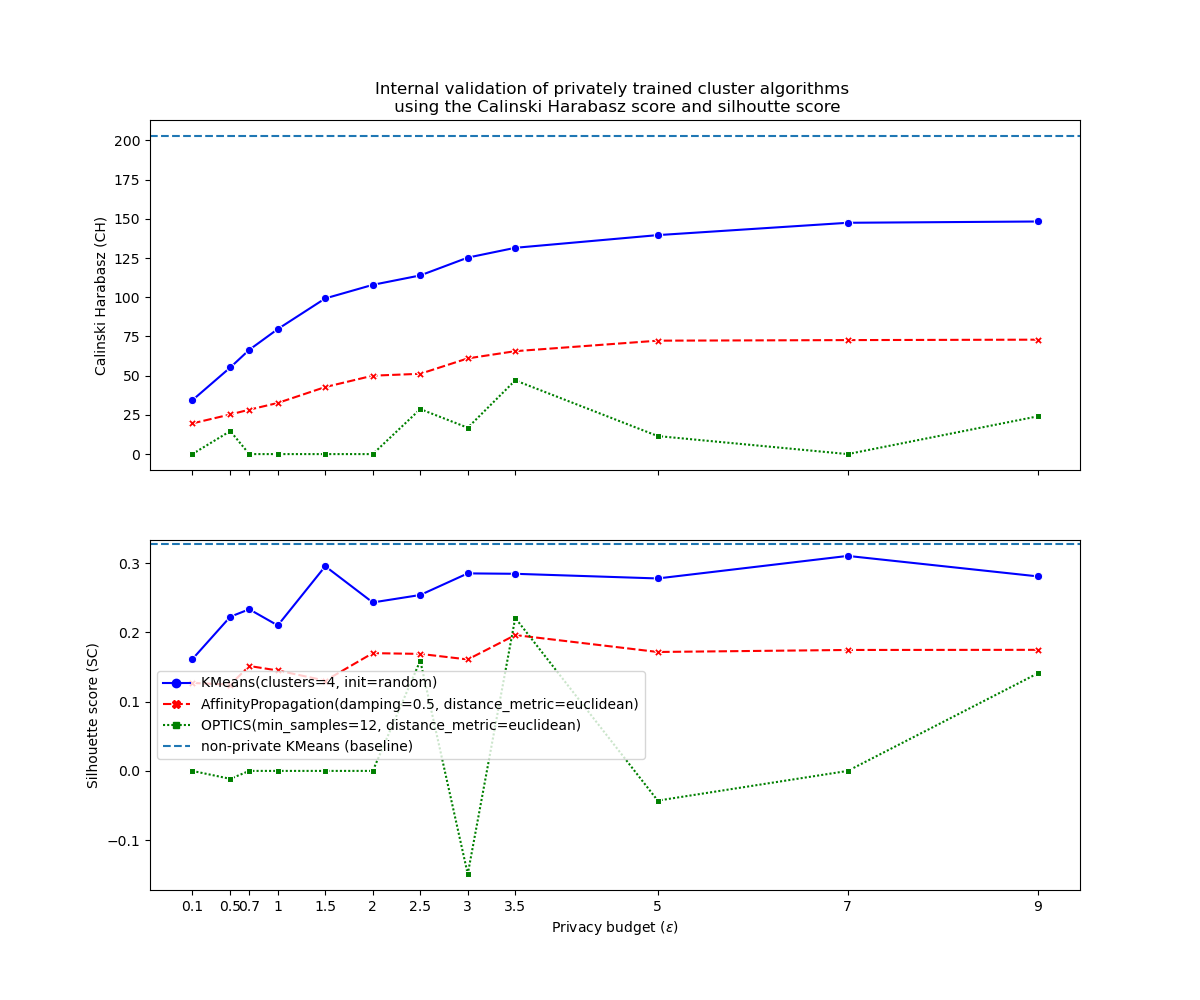 Internal validation of privately trained cluster algorithms
using the Calinski Harabasz score and silhoutte score
200
175
150
125
100
75
50
25
0
Calinski Harabasz (CH)
0.3
0.2
0.1
0.0
−0.1
Silhouette score (SC)
KMeans(clusters=4, init=random)
AffinityPropagation(damping=0.5, distance_metric=euclidean)
OPTICS(min_samples=12, distance_metric=euclidean)
non-private KMeans (baseline)
0.1 0.5 0.7 1 1.5 2 2.5 3 3.5 5 7 9
Privacy budget (ε)